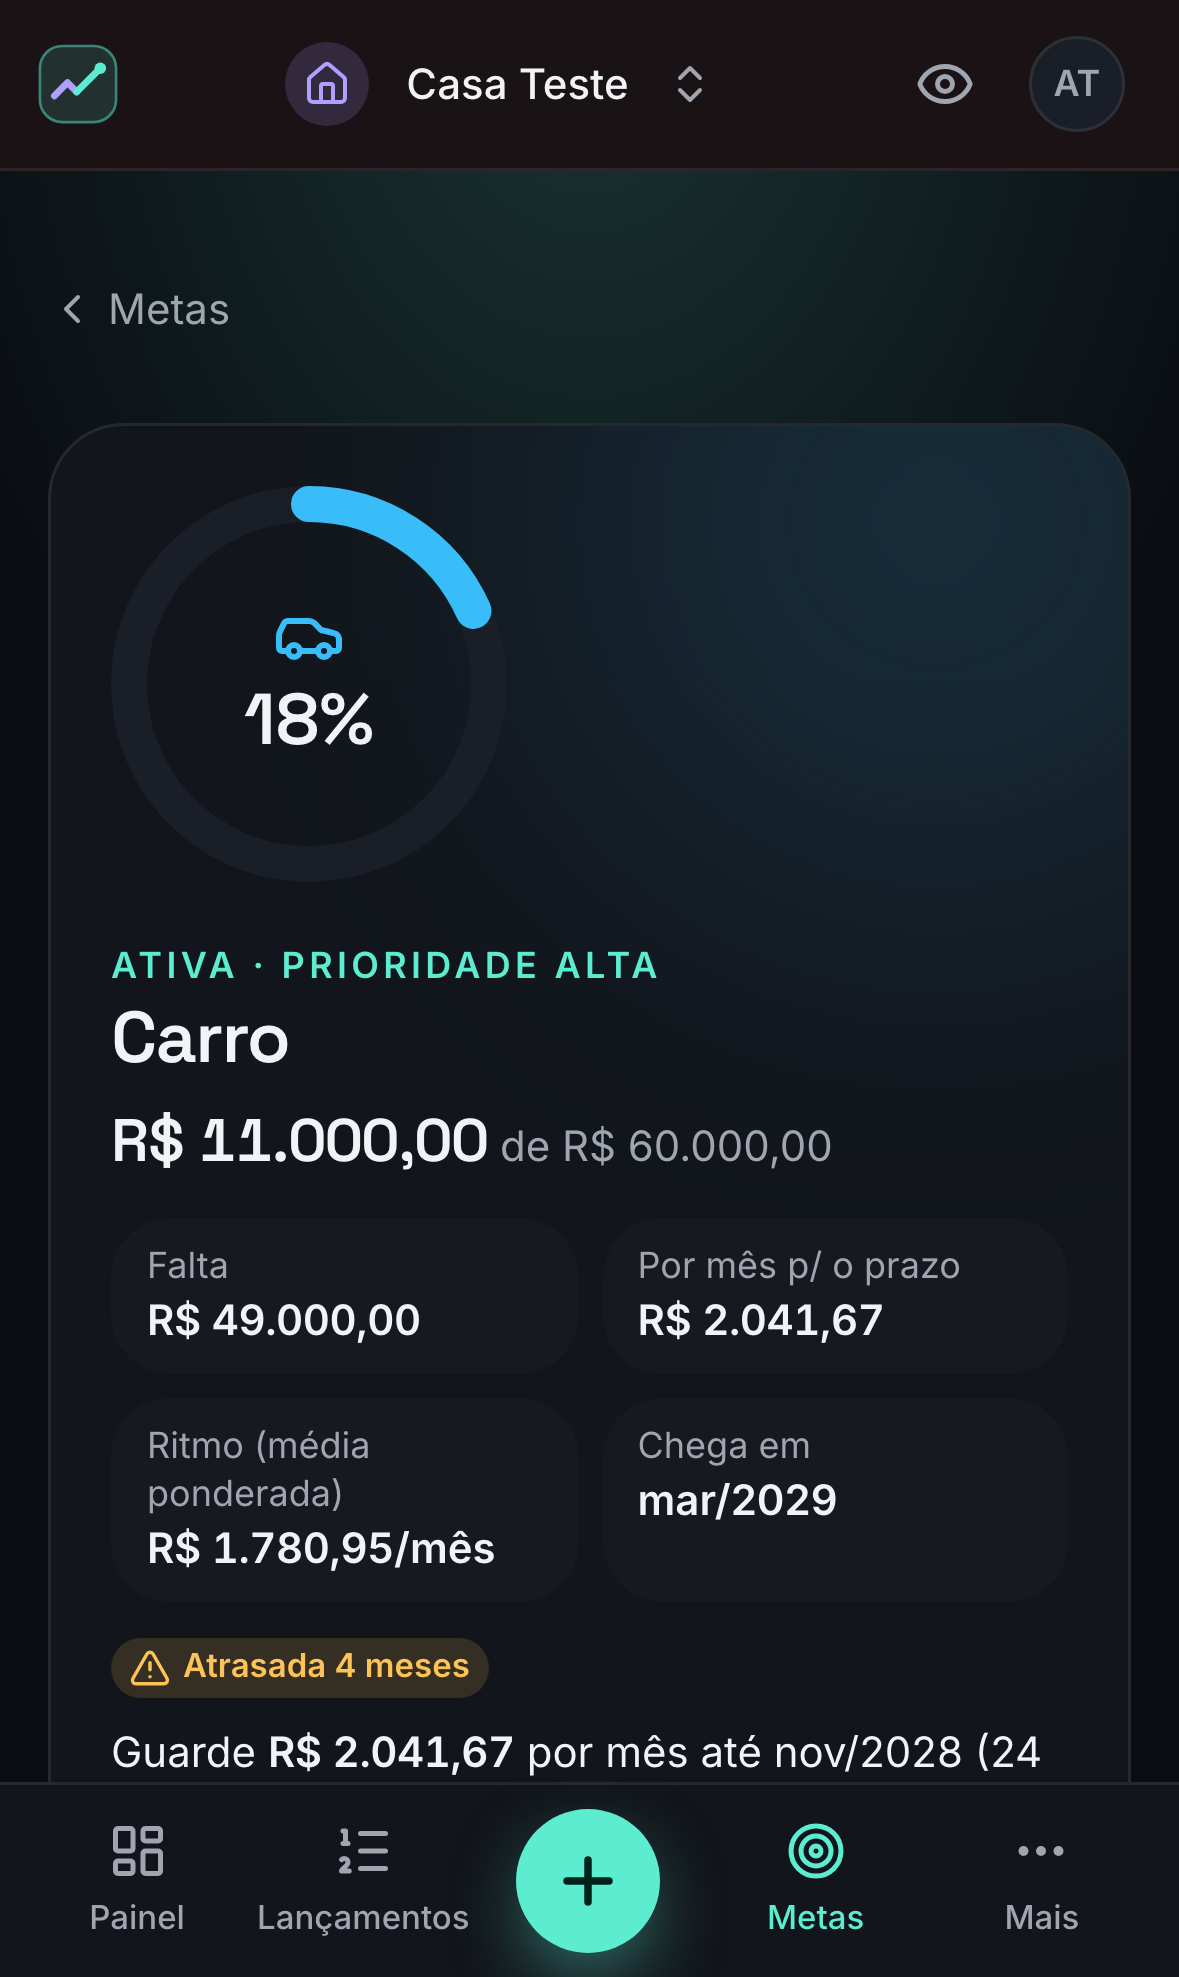 Casa Teste
AT
Metas
18%
ATIVA · PRIORIDADE ALTA
Carro
R$ 11.000,00 de R$ 60.000,00
Falta
R$ 49.000,00
Por mês p/ o prazo
R$ 2.041,67
Ritmo (média
ponderada)
R$ 1.780,95/mês
Chega em
mar/2029
Atrasada 4 meses
Guarde R$ 2.041,67 por mês até nov/2028 (24
Painel
Lançamentos
Metas
Mais